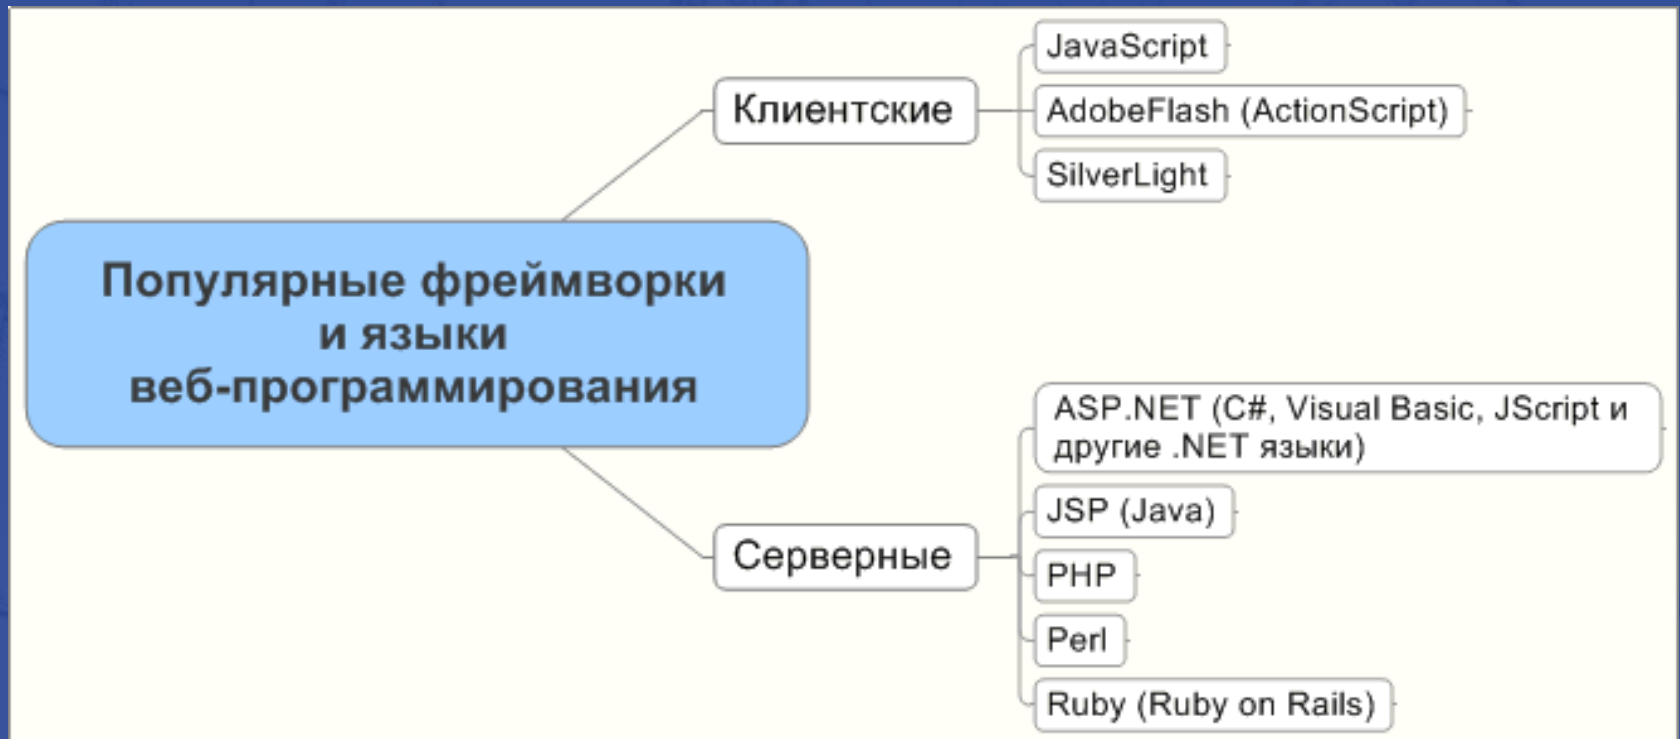 Популярные фреймворки
и языки
веб-программирования
Клиентские
JavaScript
AdobeFlash (ActionScript)
SilverLight
Серверные
ASP.NET (C#, Visual Basic, JScript и
другие .NET языки)
JSP (Java)
PHP
Perl
Ruby (Ruby on Rails)